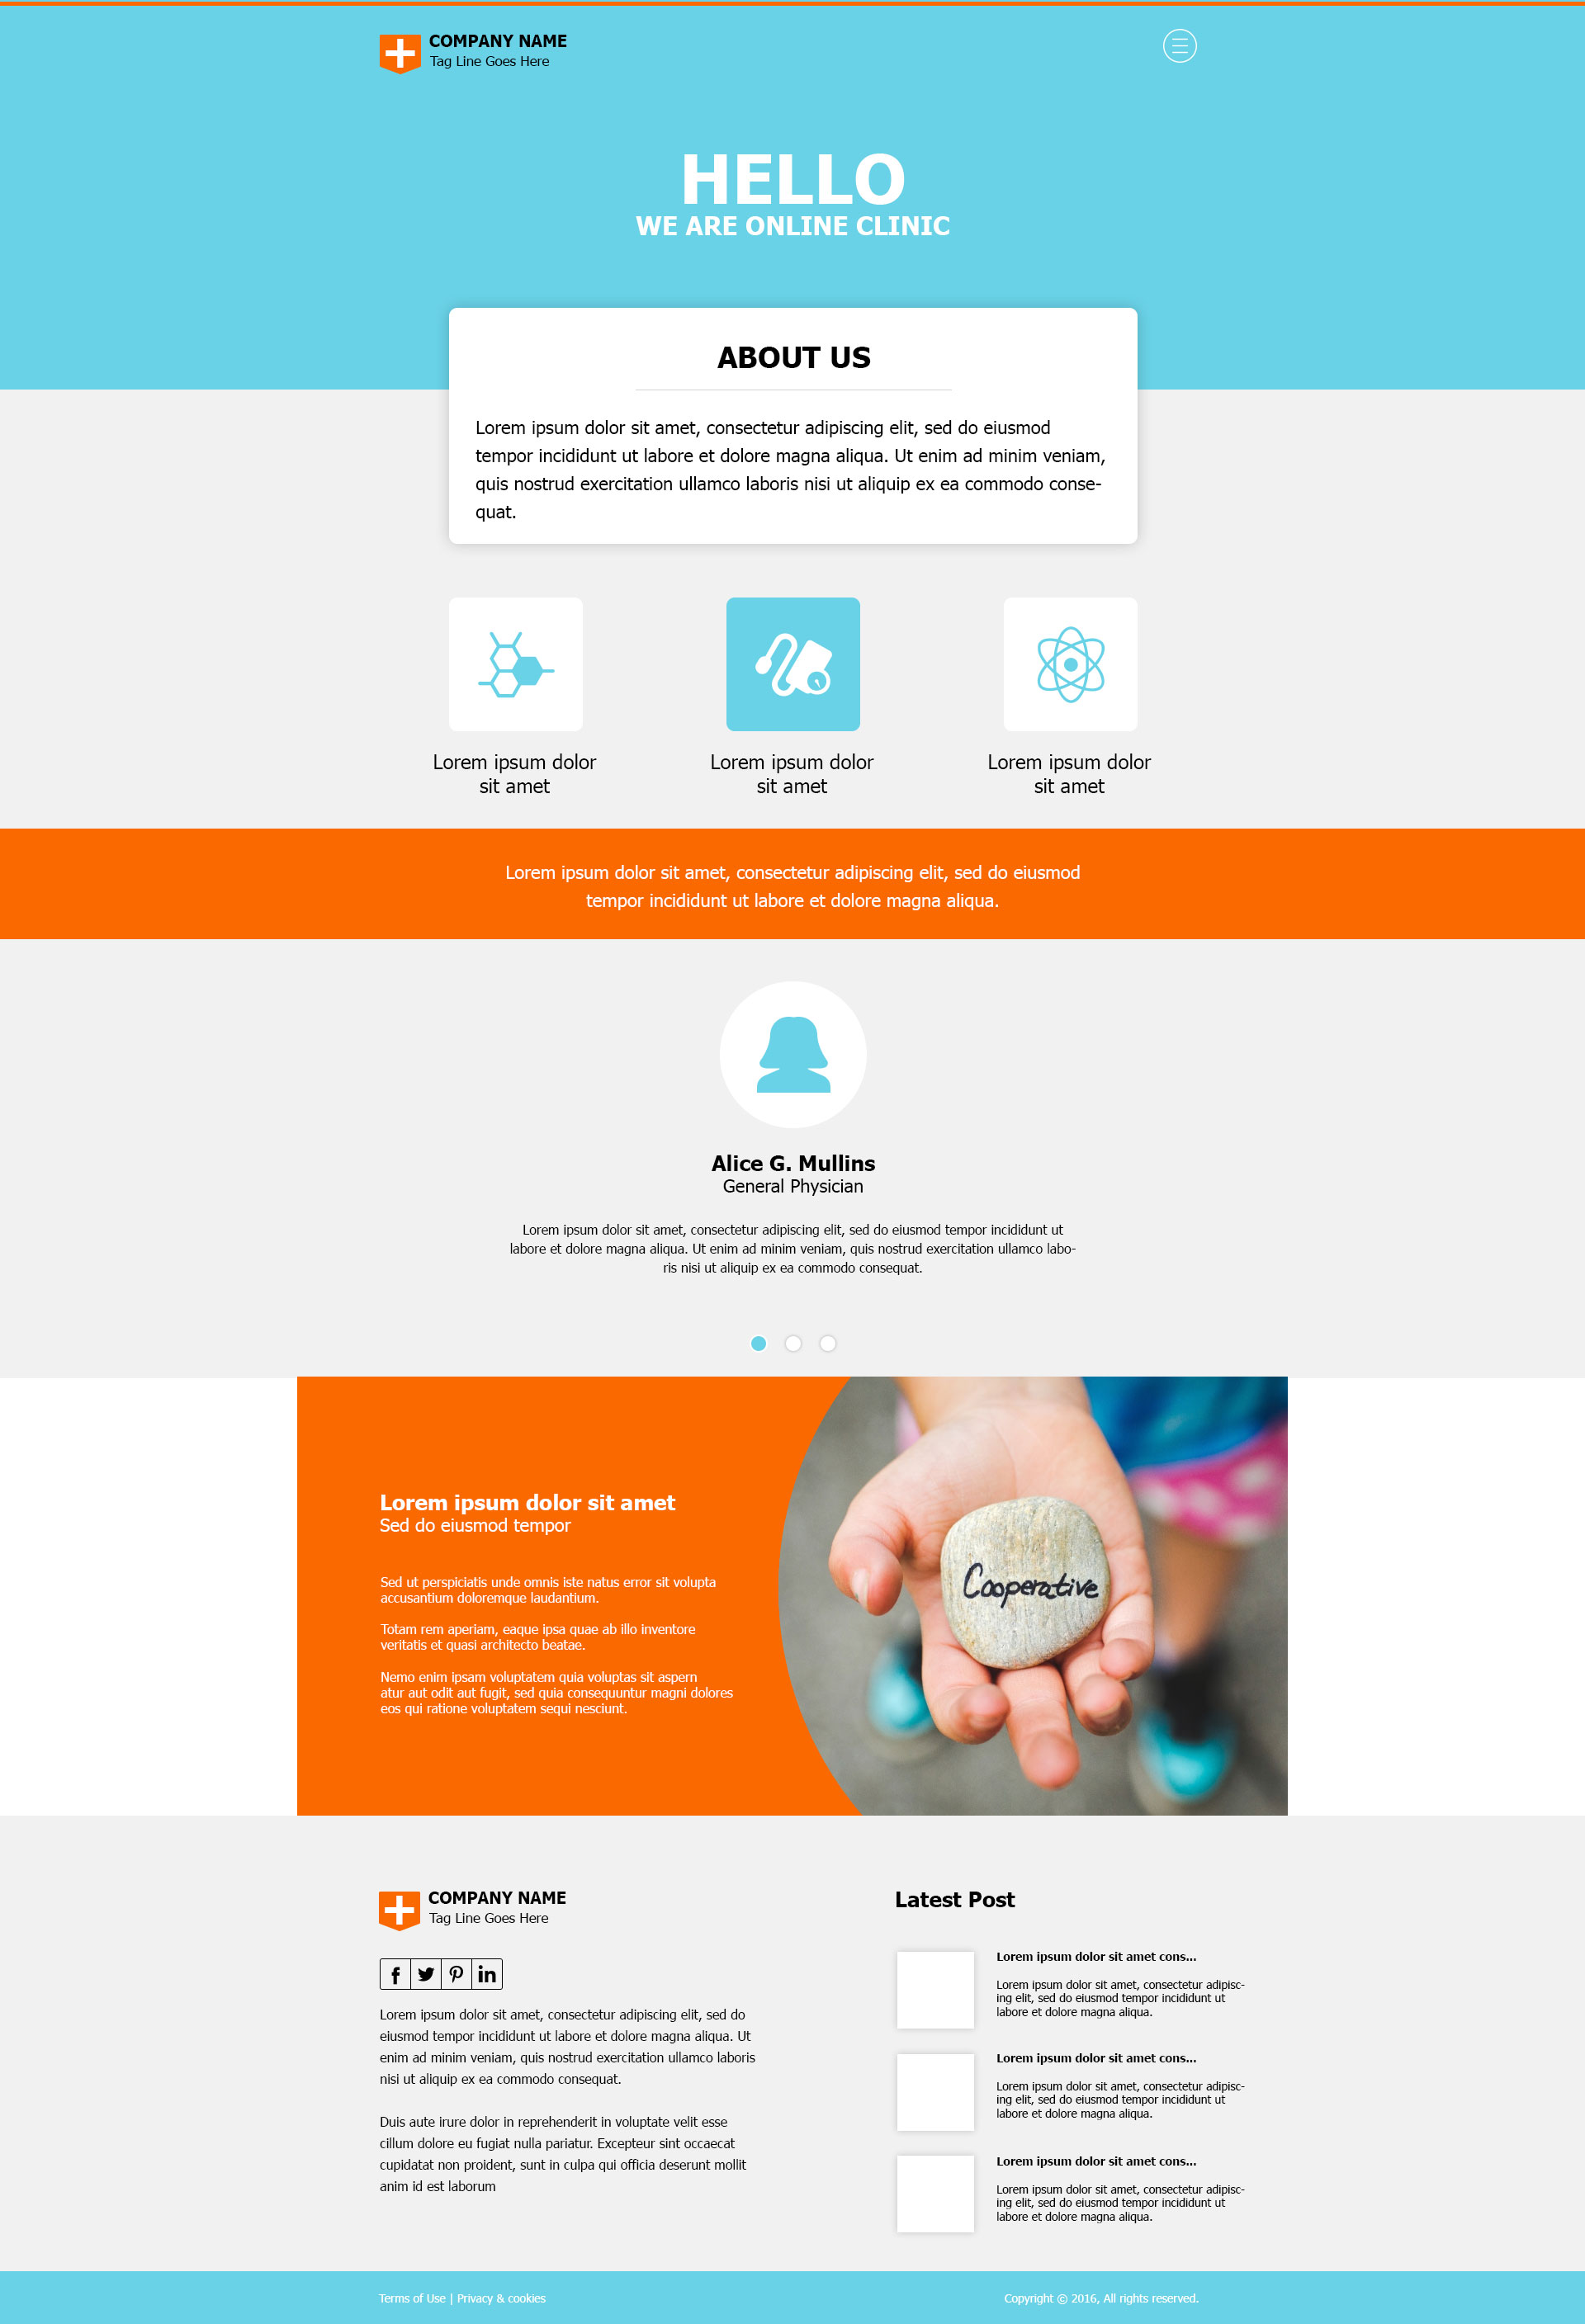 COMPANY NAME
Tag Line Goes Here
HELLO
WE ARE ONLINE CLINIC
ABOUT US
Lorem ipsum dolor sit amet, consectetur adipiscing elit, sed do eiusmod
tempor incididunt ut labore et dolore magna aliqua. Ut enim ad minim veniam,
quis nostrud exercitation ullamco laboris nisi ut aliquip ex ea commodo conse-
quat.
Lorem ipsum dolor
sit amet
Lorem ipsum dolor
sit amet
Lorem ipsum dolor
sit amet
Lorem ipsum dolor sit amet, consectetur adipiscing elit, sed do eiusmod
tempor incididunt ut labore et dolore magna aliqua.
Alice G. Mullins
General Physician
Lorem ipsum dolor sit amet, consectetur adipiscing elit, sed do eiusmod tempor incididunt ut
labore et dolore magna aliqua. Ut enim ad minim veniam, quis nostrud exercitation ullamco labo-
ris nisi ut aliquip ex ea commodo consequat.
Lorem ipsum dolor sit amet
Sed do eiusmod tempor
Sed ut perspiciatis unde omnis iste natus error sit volupta
accusantium doloremque laudantium.
Totam rem aperiam, eaque ipsa quae ab illo inventore
veritatis et quasi architecto beatae.
Nemo enim ipsam voluptatem quia voluptas sit aspern
atur aut odit aut fugit, sed quia consequuntur magni dolores
eos qui ratione voluptatem sequi nesciunt.
Cooperative
COMPANY NAME
Tag Line Goes Here
Lorem ipsum dolor sit amet, consectetur adipiscing elit, sed do
eiusmod tempor incididunt ut labore et dolore magna aliqua. Ut
enim ad minim veniam, quis nostrud exercitation ullamco laboris
nisi ut aliquip ex ea commodo consequat.
Duis aute irure dolor in reprehenderit in voluptate velit esse
cillum dolore eu fugiat nulla pariatur. Excepteur sint occaecat
cupidatat non proident, sunt in culpa qui officia deserunt mollit
anim id est laborum
Latest Post
Lorem ipsum dolor sit amet cons...
Lorem ipsum dolor sit amet, consectetur adipisc-
ing elit, sed do eiusmod tempor incididunt ut
labore et dolore magna aliqua.
Lorem ipsum dolor sit amet cons...
Lorem ipsum dolor sit amet, consectetur adipisc-
ing elit, sed do eiusmod tempor incididunt ut
labore et dolore magna aliqua.
Lorem ipsum dolor sit amet cons...
Lorem ipsum dolor sit amet, consectetur adipisc-
ing elit, sed do eiusmod tempor incididunt ut
labore et dolore magna aliqua.
Terms of Use | Privacy & cookies
Copyright © 2016, All rights reserved.